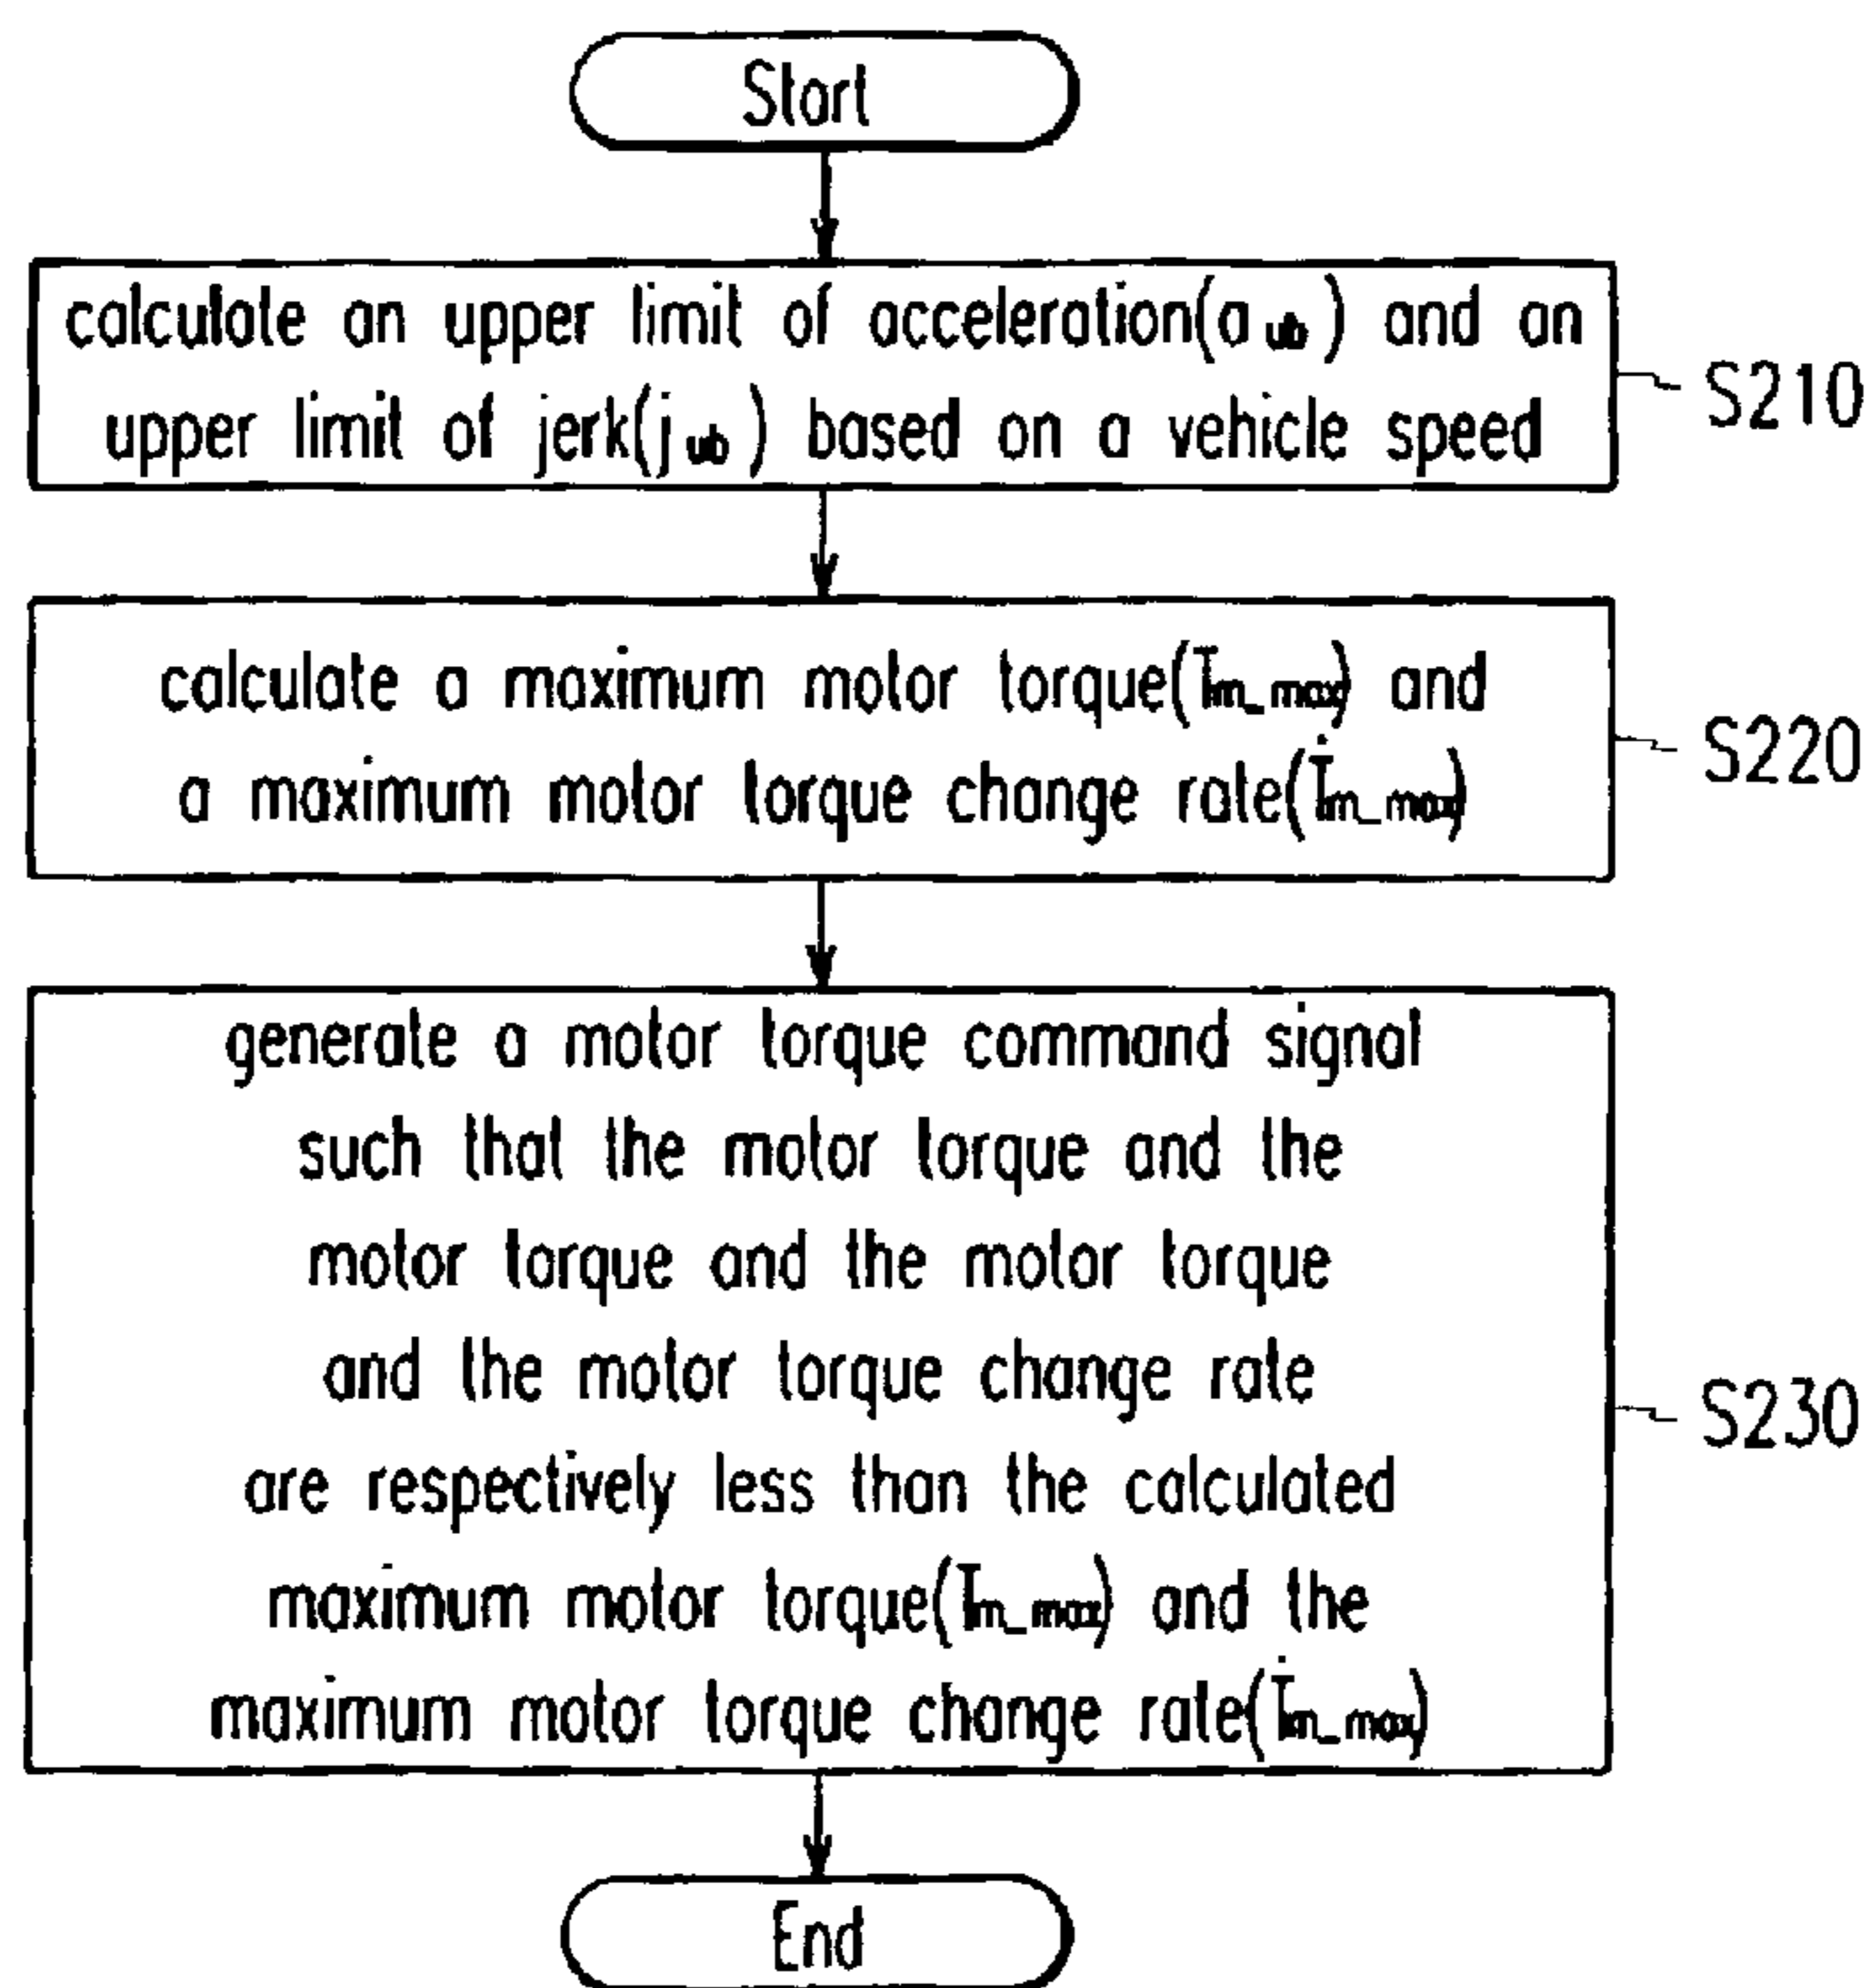 Start
calculate an upper limit of acceleration(a ub ) and an
upper limit of jerk(j ub ) based on a vehicle speed
S210
calculate a maximum motor torque(Tm_max) and
a maximum motor torque change rate(Ṫm_max)
S220
generate a motor torque command signal
such that the motor torque and the
motor torque and the motor torque
and the motor torque change rate
are respectively less than the calculated
maximum motor torque(Tm_max) and the
maximum motor torque change rate(Ṫm_max)
S230
End